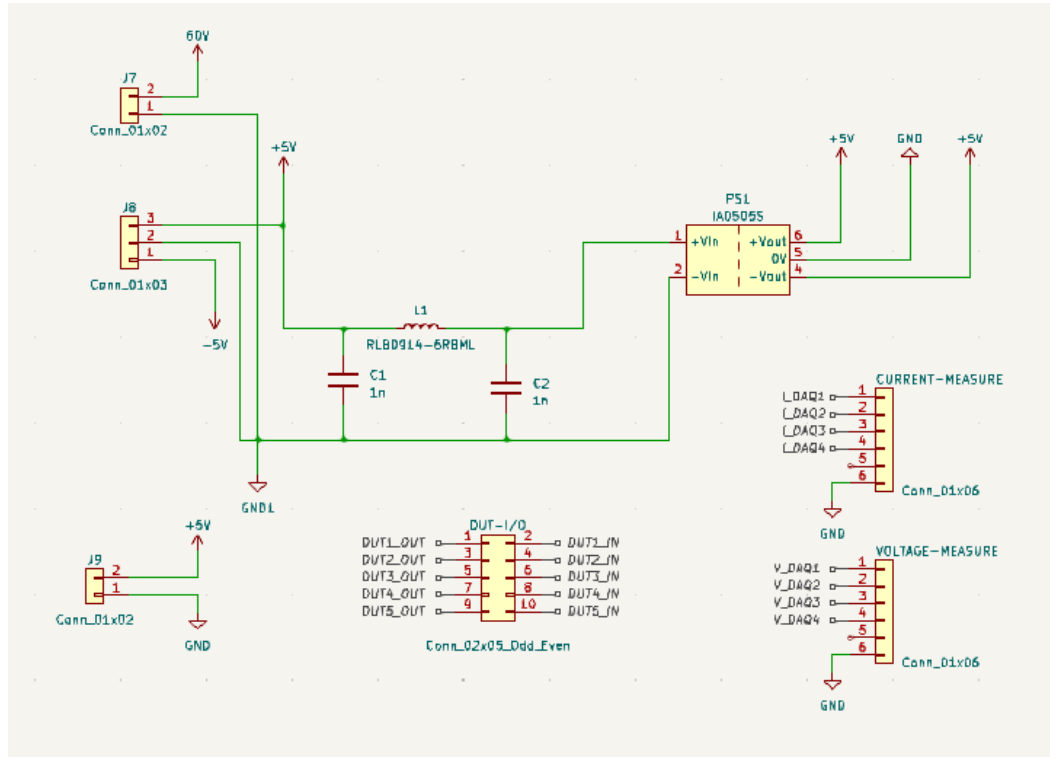 60V
J7
2
1
Conn_01x02
+5V
J8
3
2
1
Conn_01x03
-5V
L1
RLB0914-6R8ML
C1
1n
C2
1n
GND1
+5V
GND
+5V
PS1
IA0505S
1
+Vin
+Vout
6
0V
5
2
-Vin
-Vout
4
CURRENT-MEASURE
I_DAQ1
1
I_DAQ2
2
I_DAQ3
3
I_DAQ4
4
5
6
Conn_01x06
GND
VOLTAGE-MEASURE
V_DAQ1
1
V_DAQ2
2
V_DAQ3
3
V_DAQ4
4
5
6
Conn_01x06
GND
+5V
J9
2
1
Conn_01x02
GND
DUT-I/O
DUT1_OUT
1
2
DUT1_IN
DUT2_OUT
3
4
DUT2_IN
DUT3_OUT
5
6
DUT3_IN
DUT4_OUT
7
8
DUT4_IN
DUT5_OUT
9
10
DUT5_IN
Conn_02x05_Odd_Even